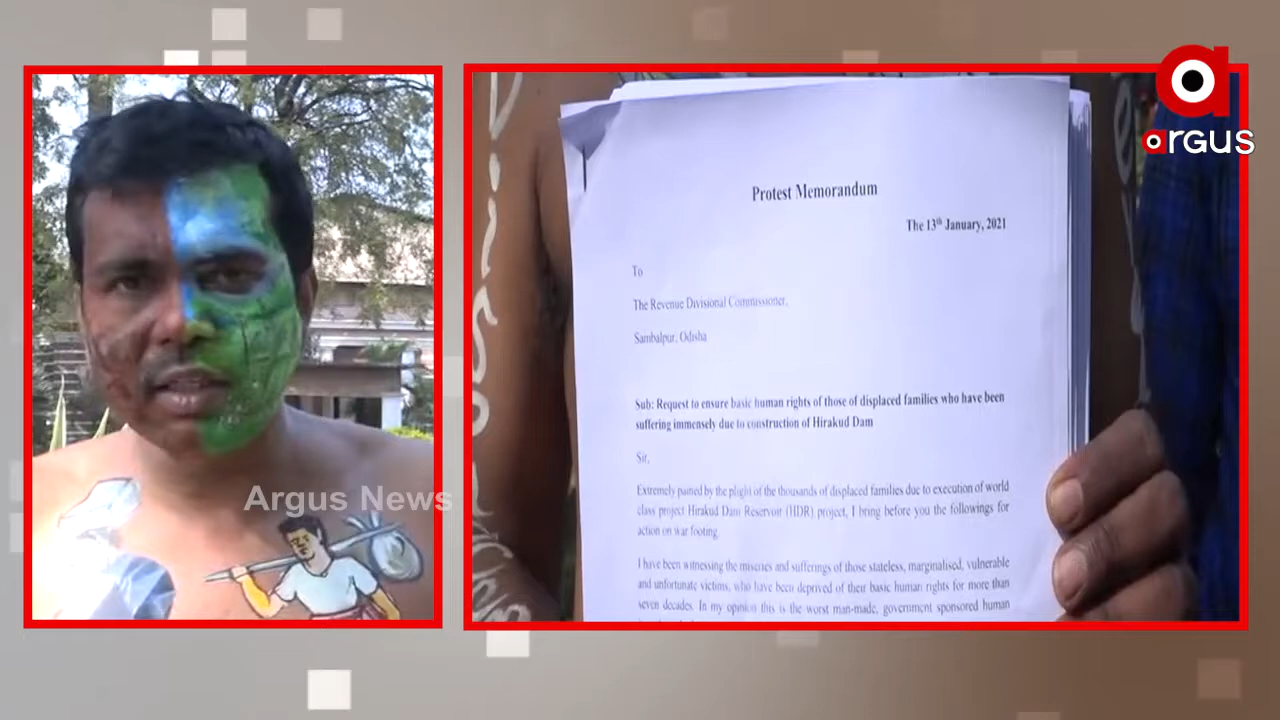 argus
Argus News
Protest Memorandum
The 13th January, 2021
To
The Revenue Divisional Commissioner,
Sambalpur, Odisha
Sub: Request to ensure basic human rights of those of displaced families who have been
suffering immensely due to construction of Hirakud Dam
Sir,
Extremely pained by the plight of the thousands of displaced families due to execution of world
class project Hirakud Dam Reservoir (HDR) project, I bring before you the followings for
action on war footing.
I have been witnessing the miseries and sufferings of those stateless, marginalised, vulnerable
and unfortunate victims, who have been deprived of their basic human rights for more than
seven decades. In my opinion this is the worst man-made, government sponsored human